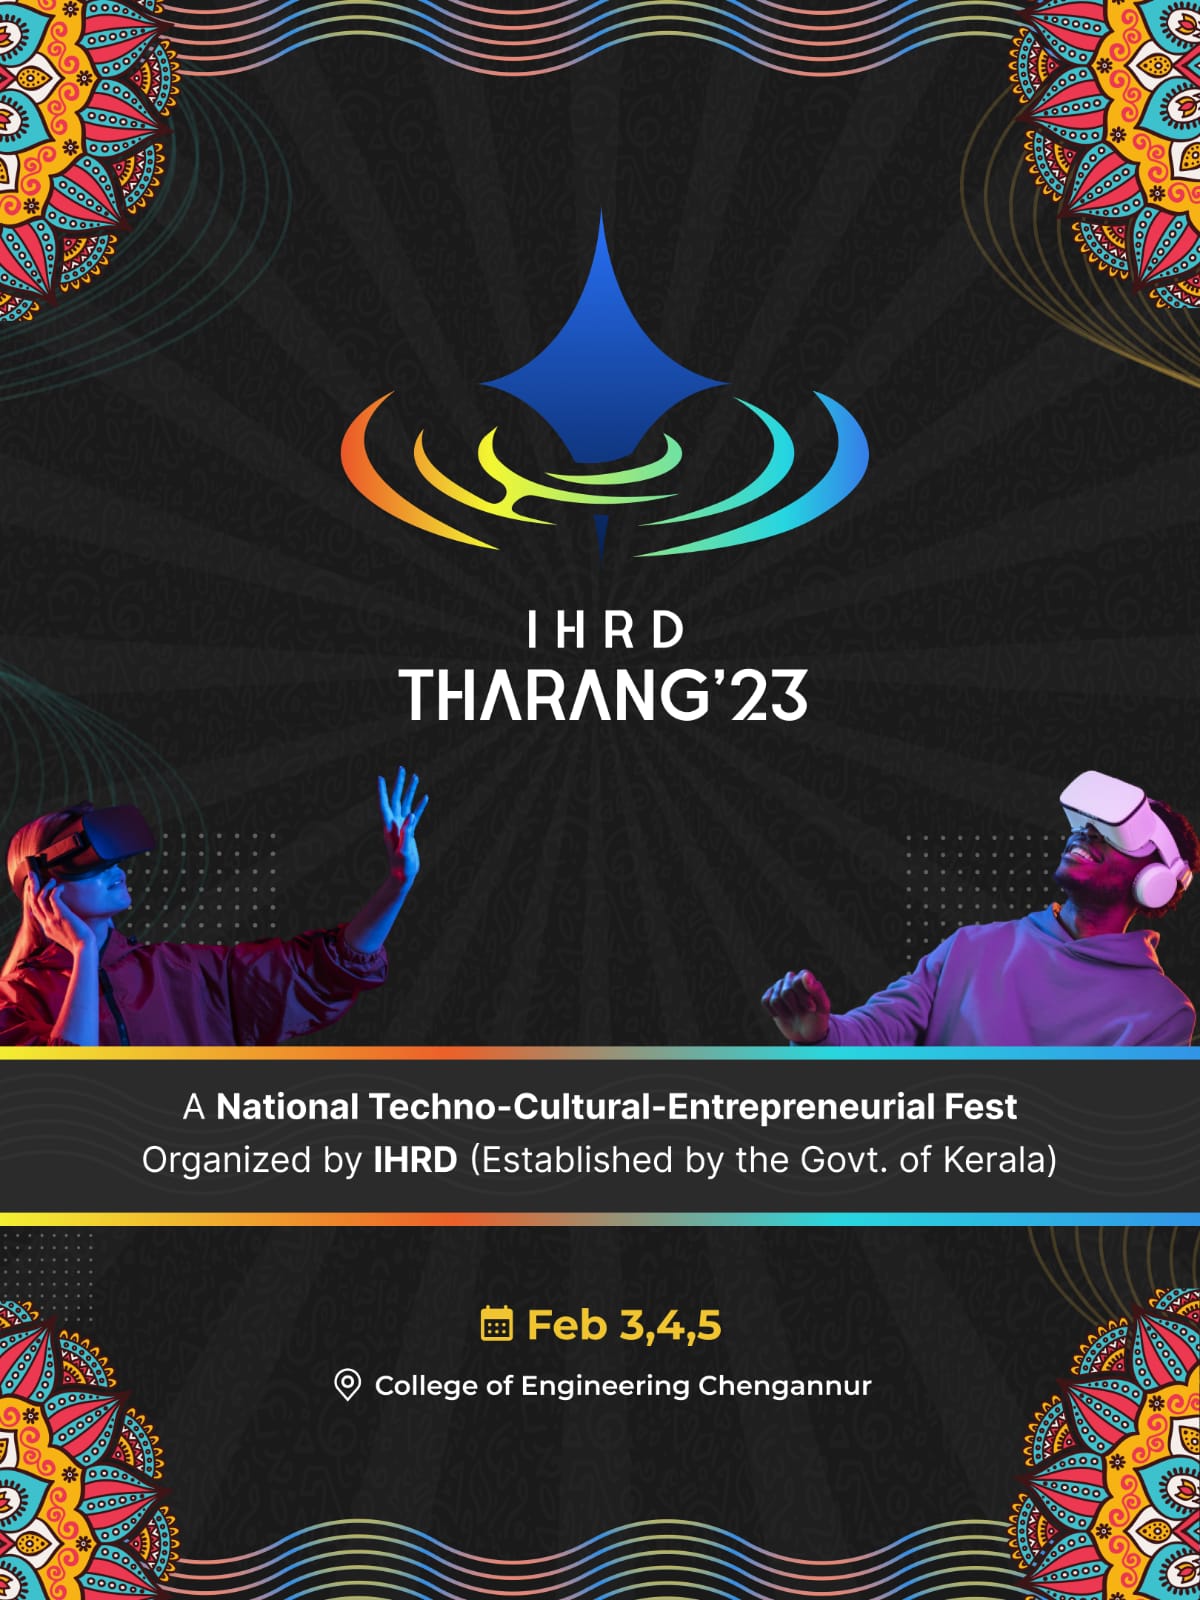 IHRD
THARANG'23
A National Techno-Cultural-Entrepreneurial Fest
Organized by IHRD (Established by the Govt. of Kerala)
Feb 3,4,5
College of Engineering Chengannur